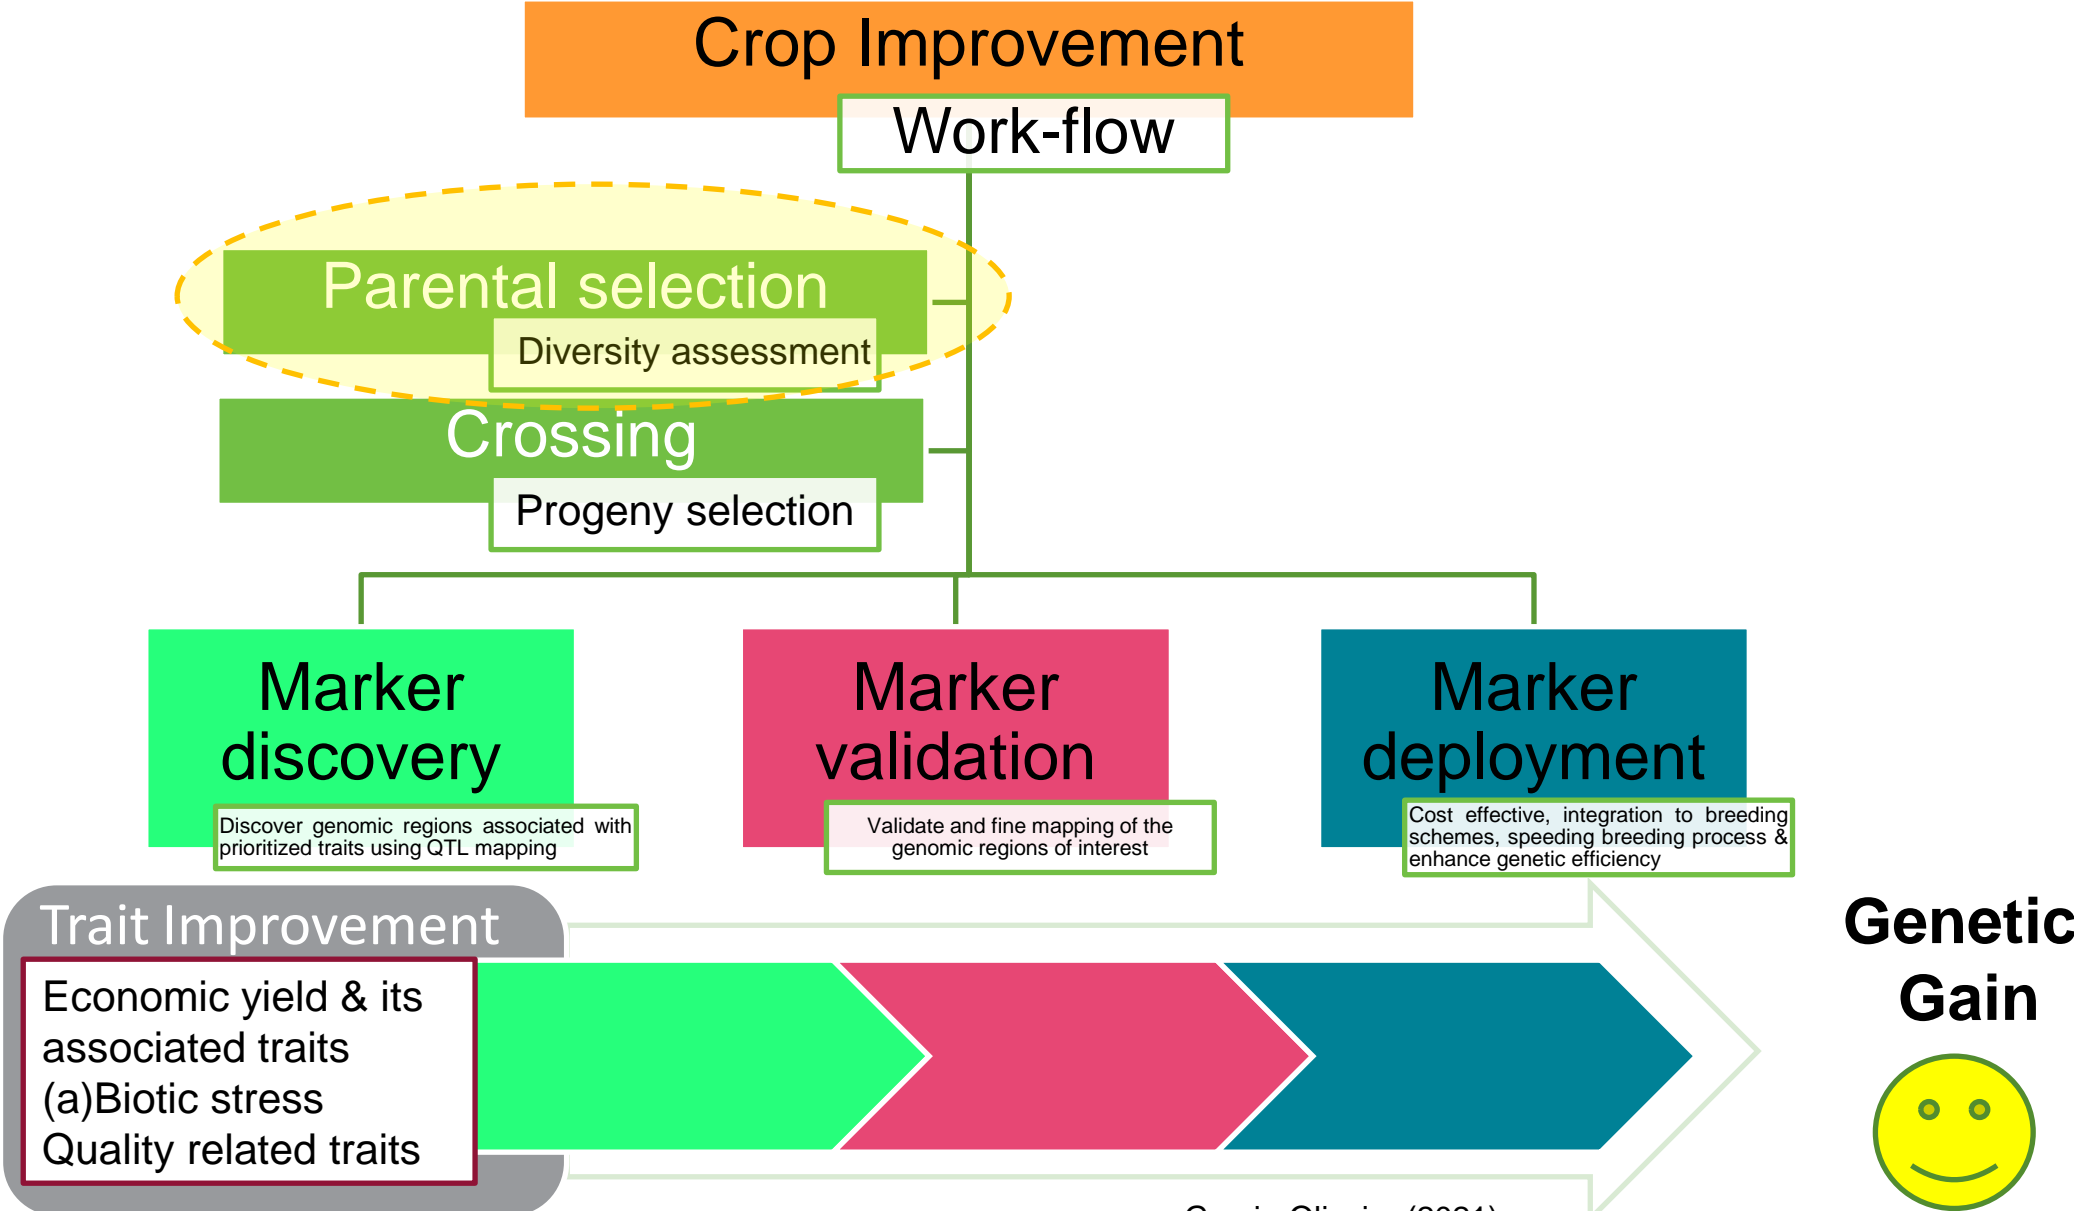 Crop Improvement
Work-flow
Parental selection
Diversity assessment
Crossing
Progeny selection
Marker
discovery
Discover genomic regions associated with
prioritized traits using QTL mapping
Marker
validation
Validate and fine mapping of the
genomic regions of interest
Marker
deployment
Cost effective, integration to breeding
schemes, speeding breeding process &
enhance genetic efficiency
Trait Improvement
Economic yield & its
associated traits
(a)Biotic stress
Quality related traits
Genetic
Gain
(2021)